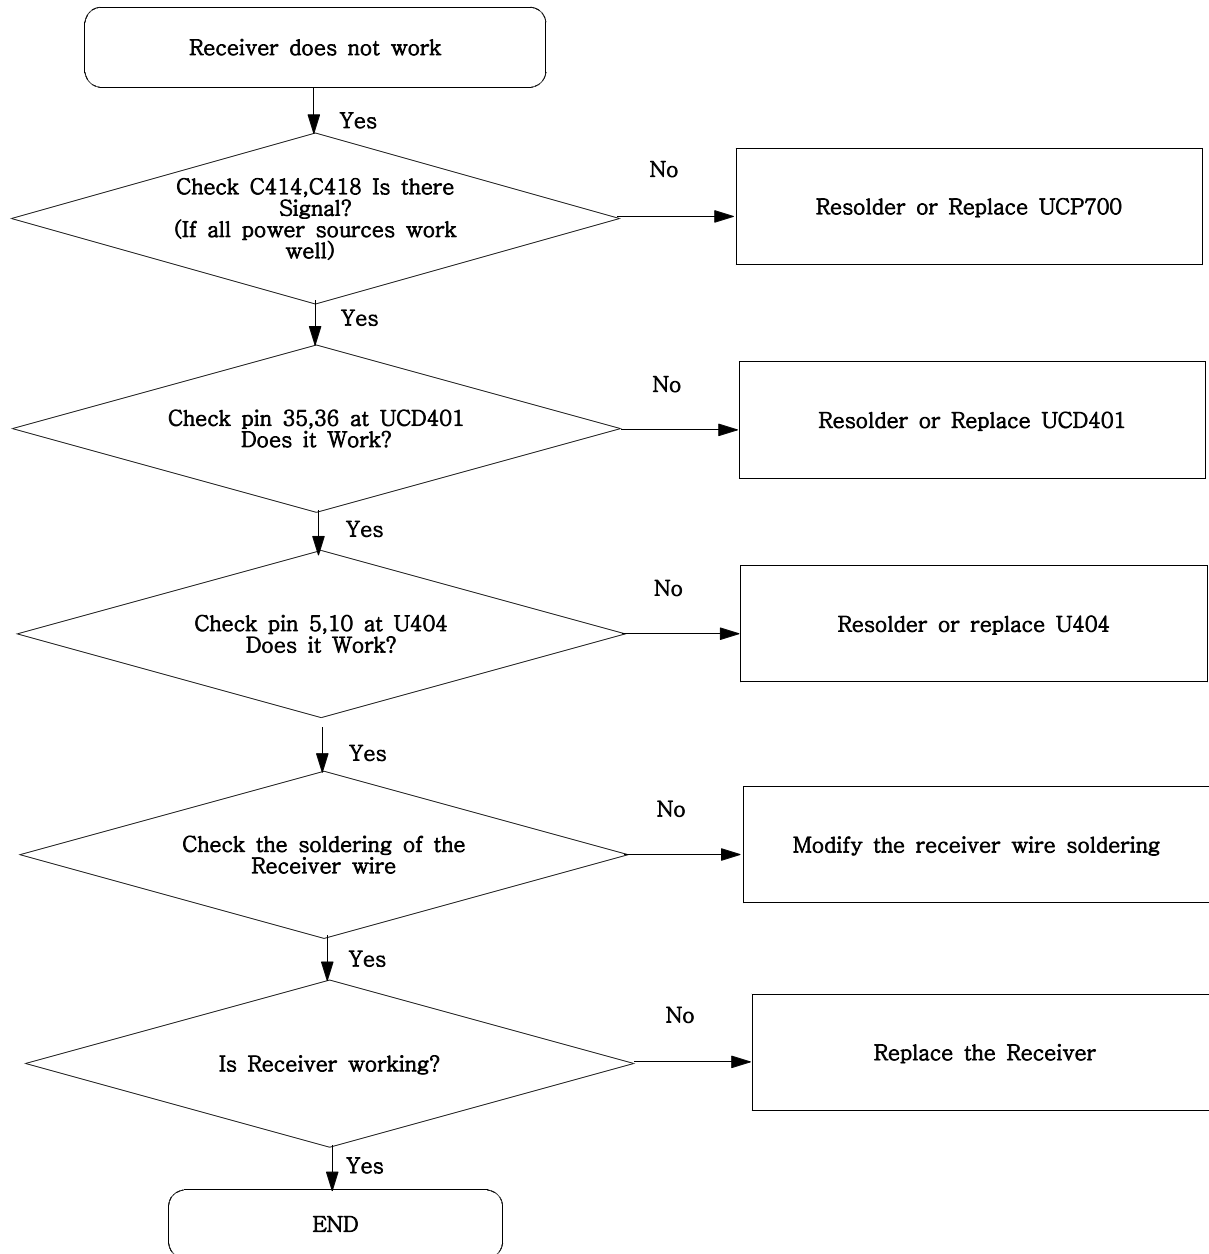 Receiver does not work
Yes
Check C414,C418 Is there
Signal?
(If all power sources work
well)
No
Resolder or Replace UCP700
Yes
Check pin 35,36 at UCD401
Does it Work?
No
Resolder or Replace UCD401
Yes
Check pin 5,10 at U404
Does it Work?
No
Resolder or replace U404
Yes
Check the soldering of the
Receiver wire
No
Modify the receiver wire soldering
Yes
Is Receiver working?
No
Replace the Receiver
Yes
END